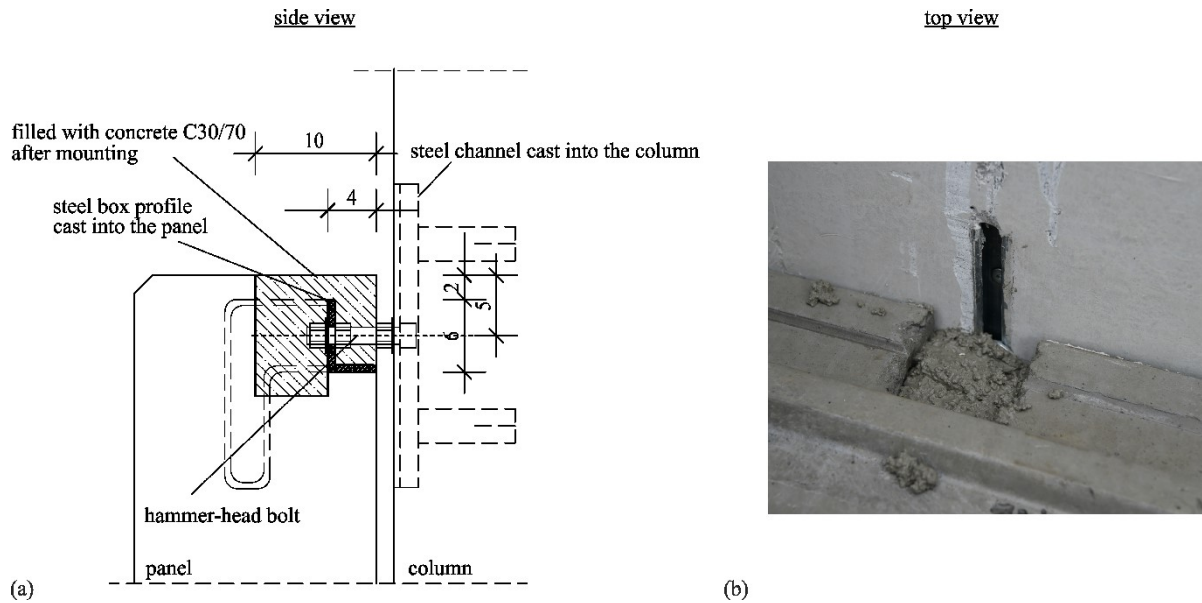 side view
top view
filled with concrete C30/70
after mounting
10
steel channel cast into the column
4
steel box profile
cast into the panel
2
5
6
hammer-head bolt
(a)
panel
column
(b)